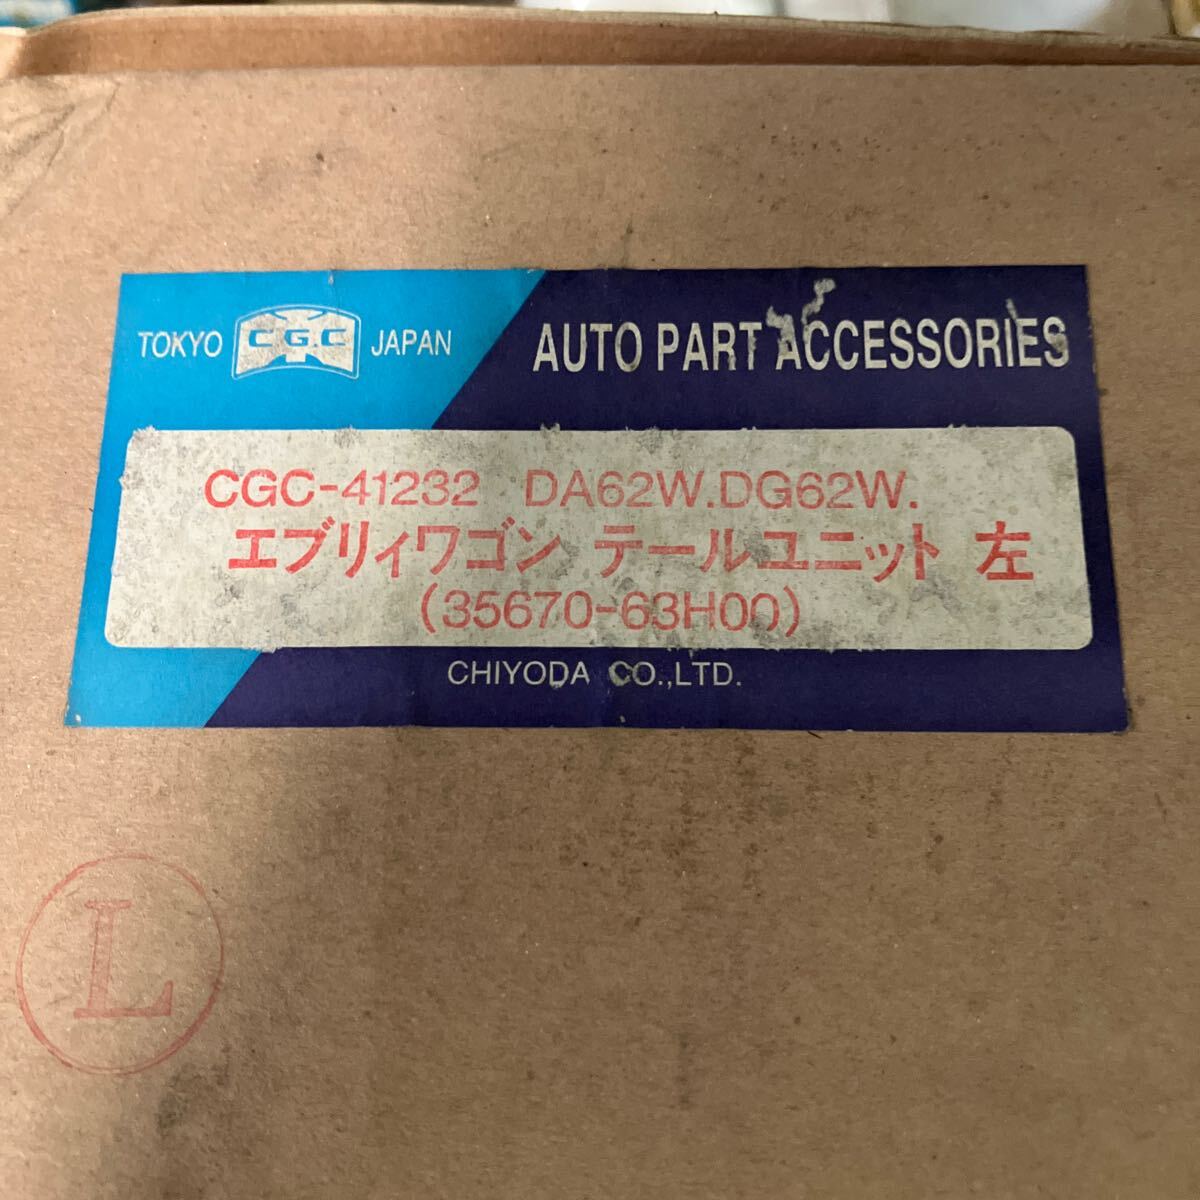 TOKYO CGC JAPAN AUTO PART ACCESSORIES
CGC-41232 DA62W.DG62W.
エブリィワゴン テールユニット 左
(35670-63H00)
CHIYODA CO.,LTD.
L